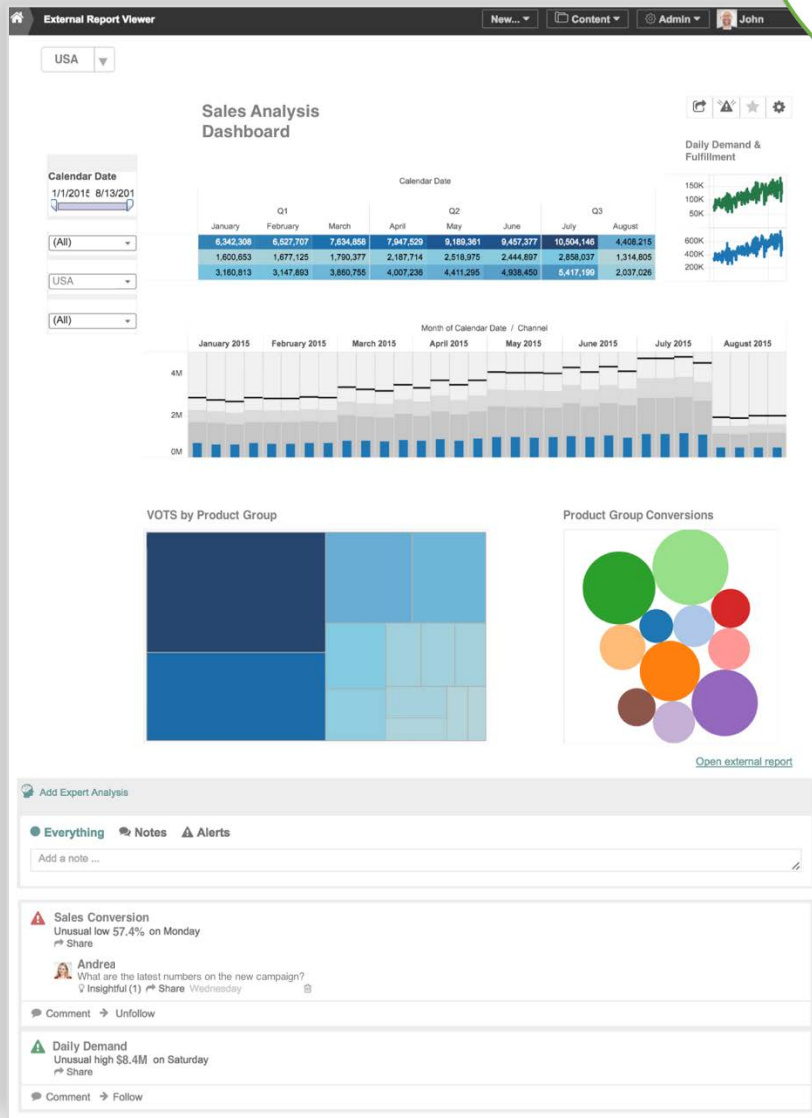 External Report Viewer
New...
Content
Admin
John
USA
Sales Analysis
Dashboard
Daily Demand &
Fulfillment
150K
100K
50K
600K
400K
200K
Calendar Date
1/1/2015 8/13/201
(All)
USA
(All)
Calendar Date
Q1 Q2 Q3
January February March April May June July August
6,342,308 6,527,707 7,634,858 7,947,529 9,189,361 9,457,377 10,504,146 4,408,215
1,600,653 1,677,125 1,790,377 2,187,714 2,518,975 2,444,697 2,858,037 1,314,805
3,160,813 3,147,893 3,860,755 4,007,236 4,411,295 4,938,450 5,417,199 2,037,026
Month of Calendar Date / Channel
January 2015 February 2015 March 2015 April 2015 May 2015 June 2015 July 2015 August 2015
4M
2M
0M
VOTS by Product Group
Product Group Conversions
Open external report
Add Expert Analysis
Everything Notes Alerts
Add a note ...
Sales Conversion
Unusual low 57.4% on Monday
Share
Andrea
What are the latest numbers on the new campaign?
Insightful (1) Share Wednesday
Comment Unfollow
Daily Demand
Unusual high $8.4M on Saturday
Share
Comment Follow